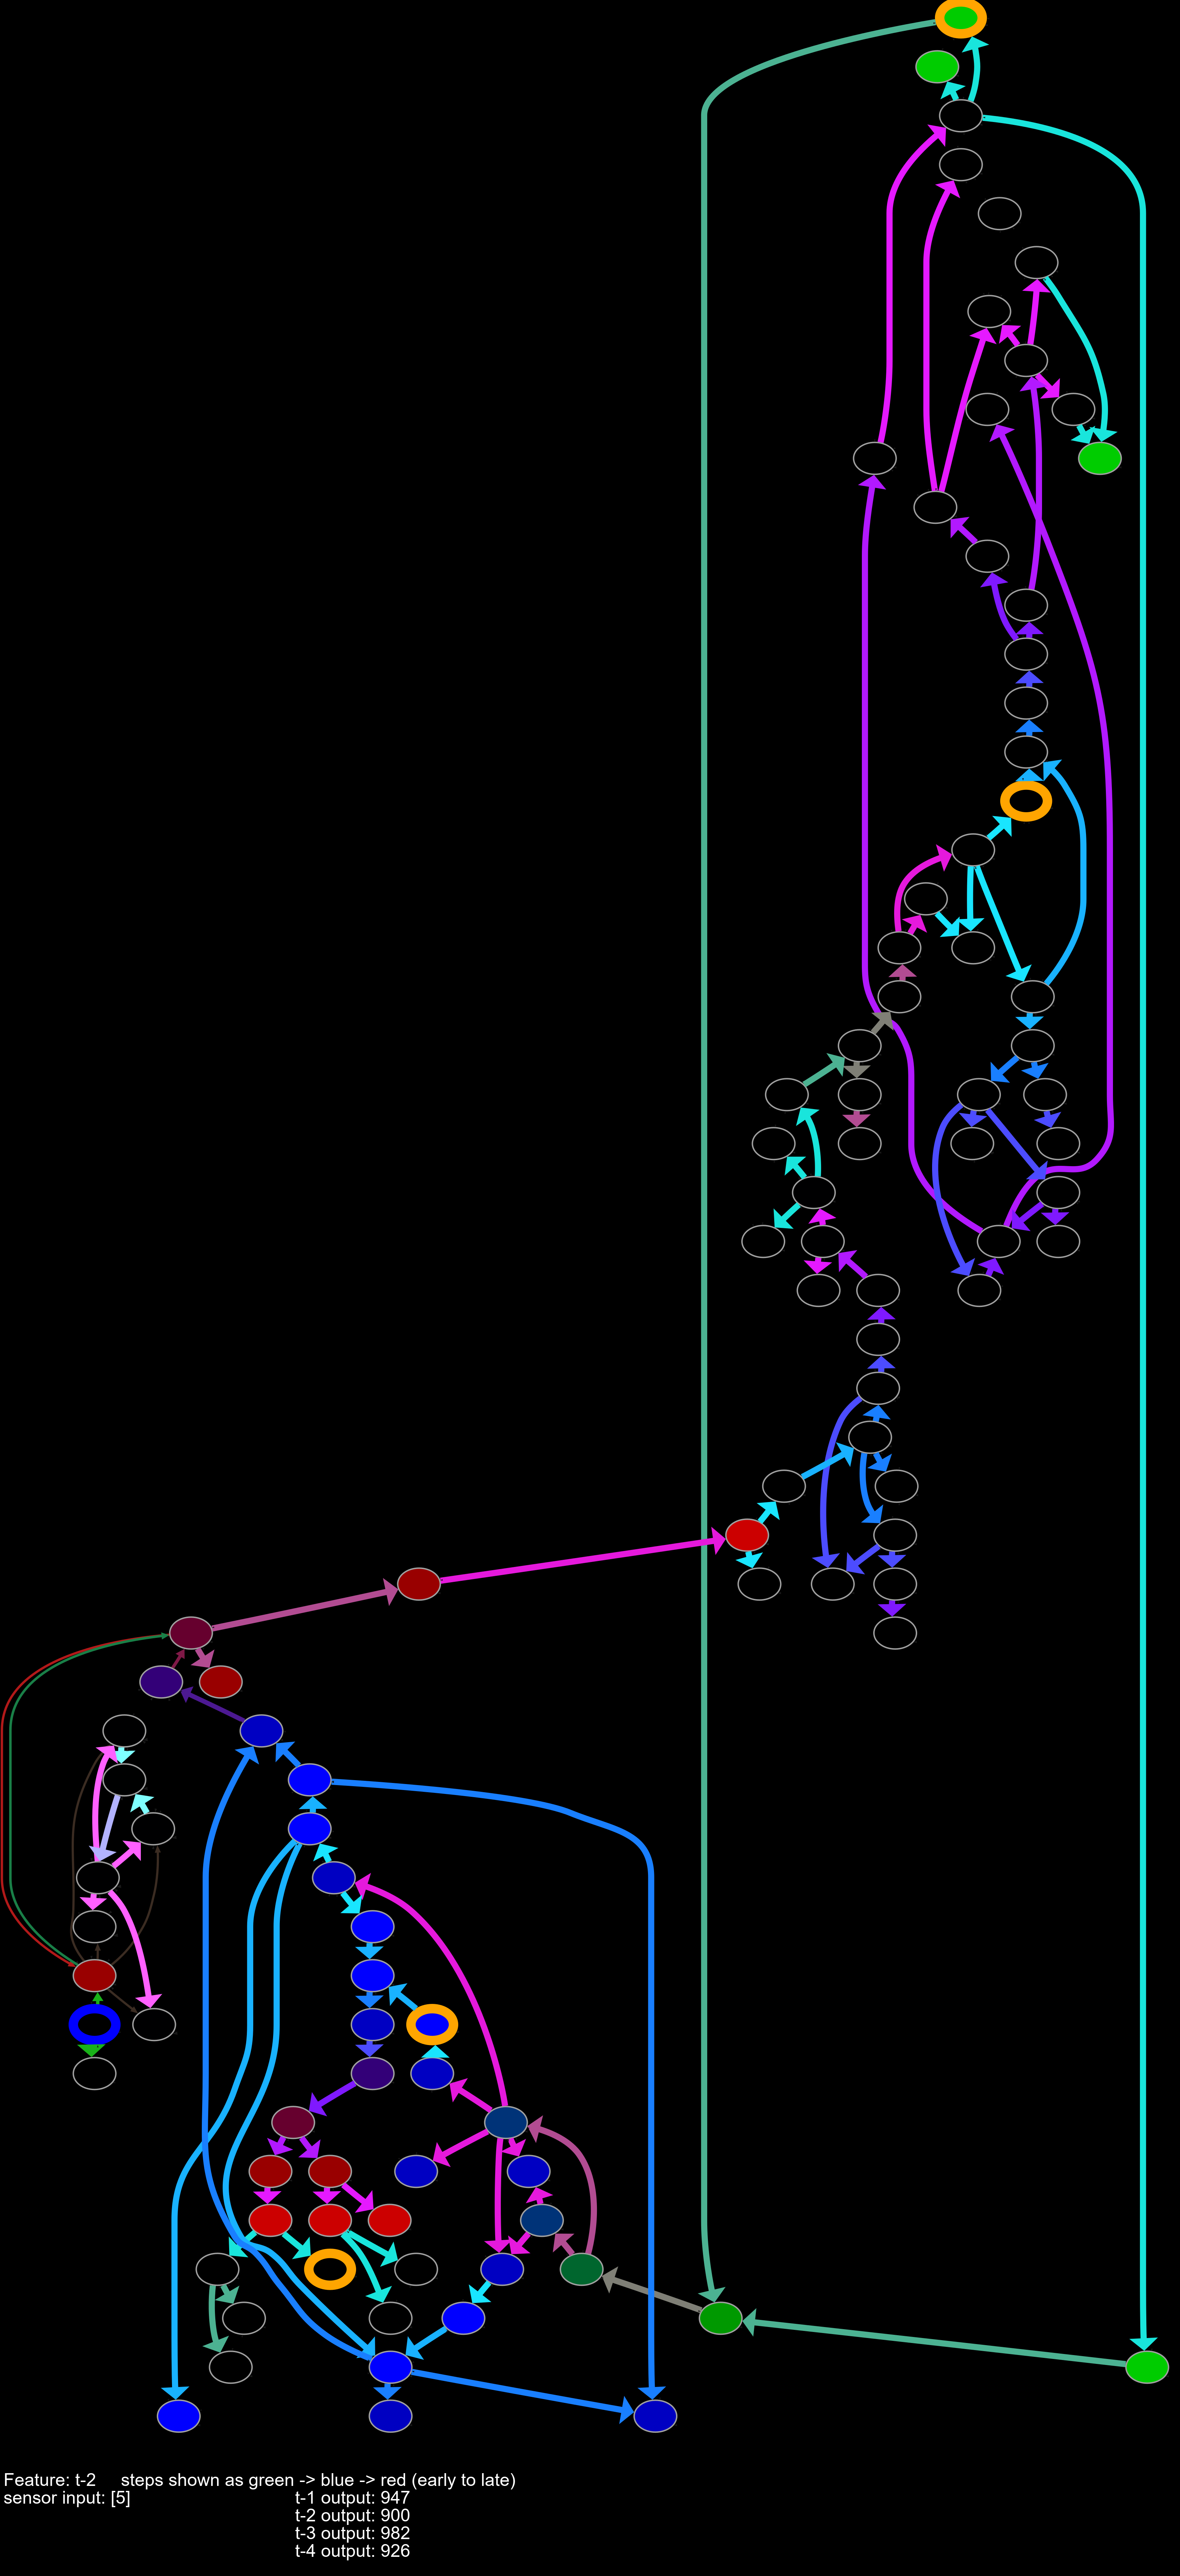 Feature: t-2 steps shown as green -> blue -> red (early to late)
sensor input: [5] t-1 output: 947
t-2 output: 900
t-3 output: 982
t-4 output: 926